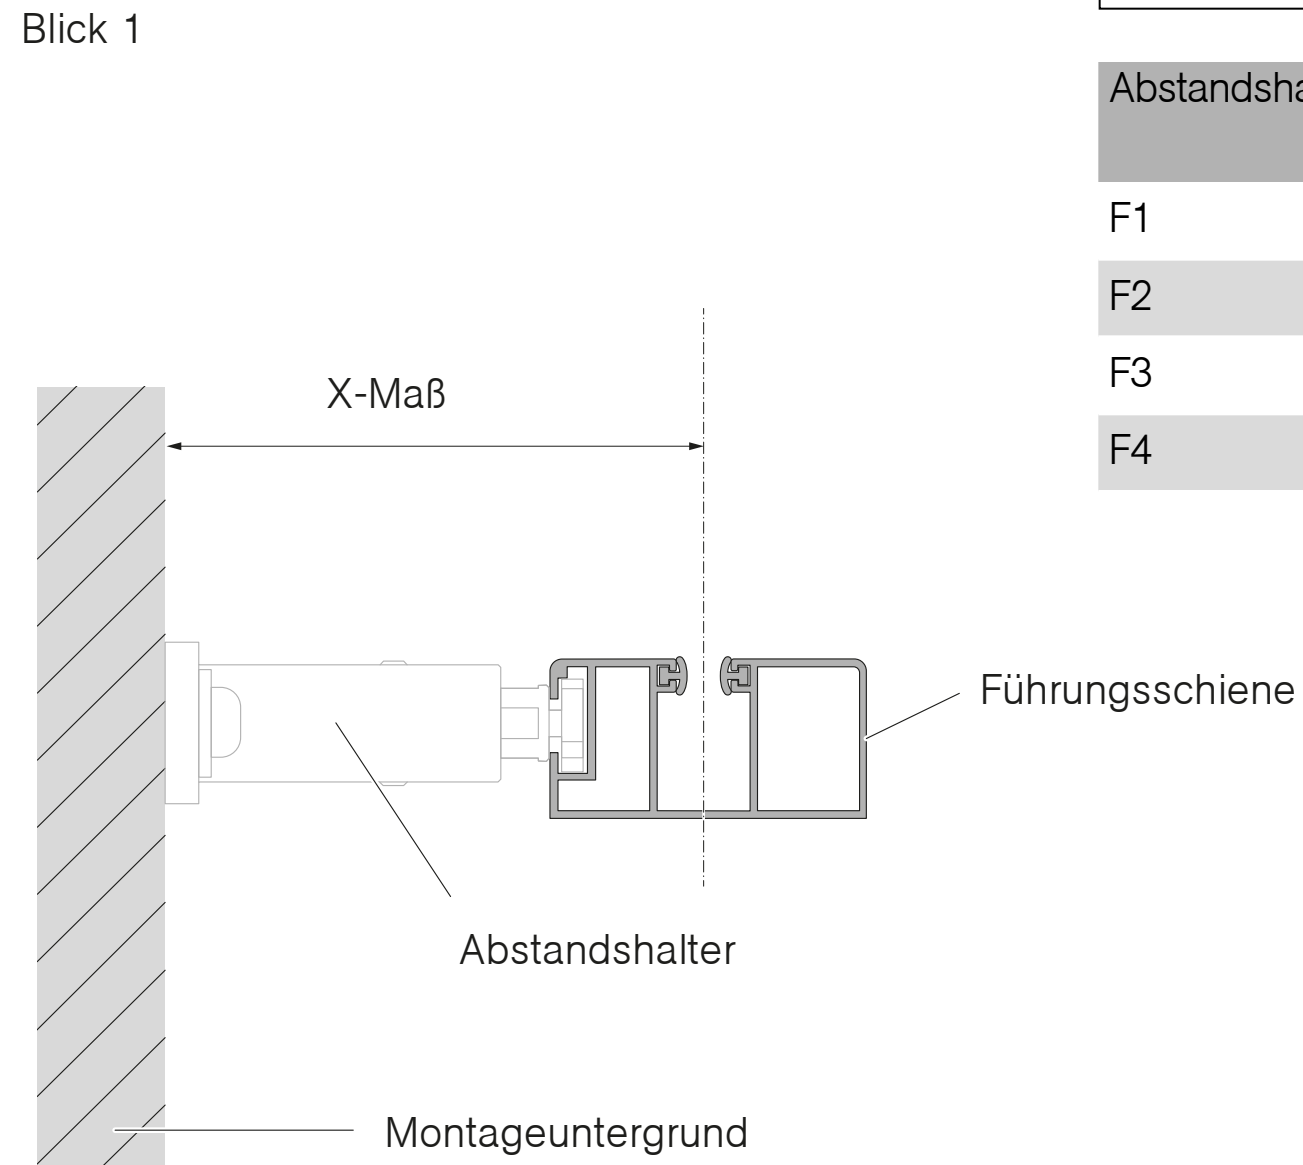 Blick 1
Abstandsha
F1
F2
F3
F4
X-Maß
Führungsschiene
Abstandshalter
Montageuntergrund